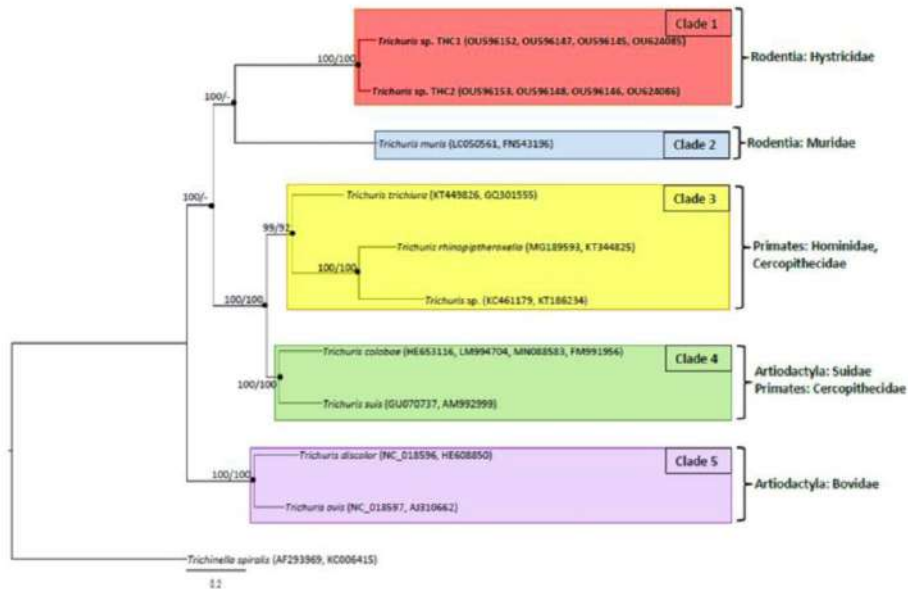 Clade 1
Trichuris sp. THC1 (OU596152, OU596147, OU596145, OU624085)
100/100
Rodentia: Hystricidae
Trichuris sp. THC2 (OU596153, OU596148, OU596146, OU624086)
100/-
Trichuris muris (LC050561, FN543196)
Clade 2
Rodentia: Muridae
Clade 3
Trichuris trichiura (KT449826, GQ301555)
100/-
99/92
Trichuris rhinopiptheroxella (MG189593, KT344825)
Primates: Hominidae,
Cercopithecidae
100/100
Trichuris sp. (KC461179, KT186234)
100/100
Trichuris colobae (HE653116, LM994704, MN088583, FM991956)
Clade 4
Artiodactyla: Suidae
Primates: Cercopithecidae
100/100
Trichuris suis (GU070737, AM992999)
Trichuris discolor (NC_018596, HE608850)
Clade 5
100/100
Artiodactyla: Bovidae
Trichuris ovis (NC_018597, AJ310662)
Trichinella spiralis (AF293969, KC006415)
0.2